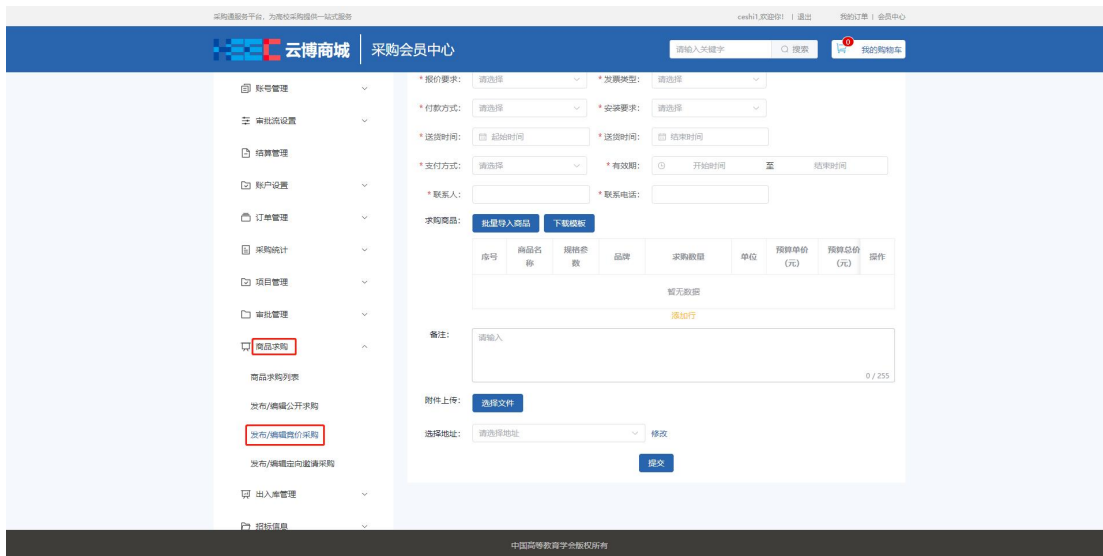 采购通服务平台,为高校采购提供一站式服务 ceshi1,欢迎你! | 退出 我的订单 | 会员中心
HEEC 云博商城 采购会员中心 请输入关键字 搜索 0 我的购物车
账号管理
审批流设置
结算管理
账户设置
订单管理
采购统计
项目管理
审批管理
商品求购
商品求购列表
发布/编辑公开求购
发布/编辑竞价采购
发布/编辑定向邀请采购
出入库管理
招标信息
*报价要求: 请选择 *发票类型: 请选择
*付款方式: 请选择 *安装要求: 请选择
*送货时间: 起始时间 *送货时间: 结束时间
*支付方式: 请选择 *有效期: 开始时间 至 结束时间
*联系人: *联系电话:
求购商品: 批量导入商品 下载模板
序号 商品名称 规格参数 品牌 求购数量 单位 预算单价(元) 预算总价(元) 操作
暂无数据
添加行
备注: 请输入
0 / 255
附件上传: 选择文件
选择地址: 请选择地址 修改
提交
中国高等教育学会版权所有